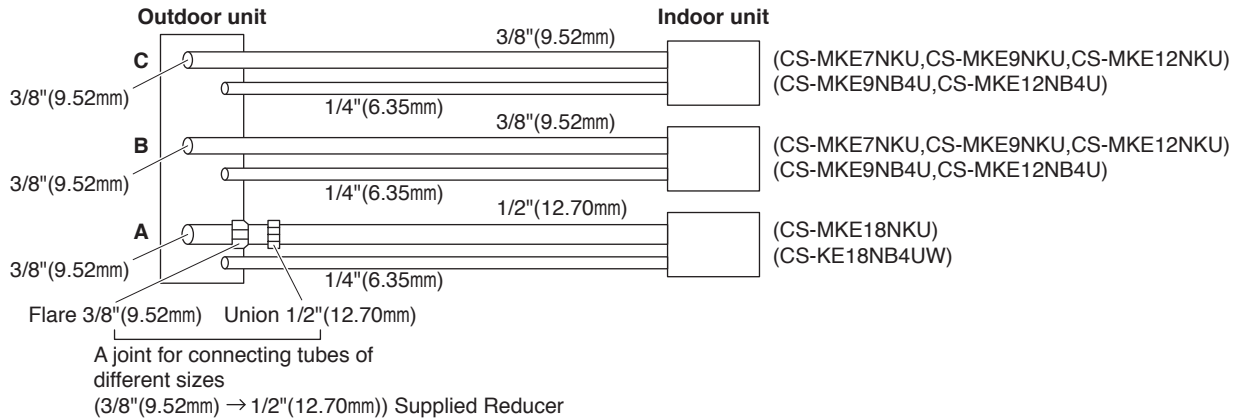 Outdoor unit
Indoor unit
C
3/8"(9.52mm)
3/8"(9.52mm)
1/4"(6.35mm)
(CS-MKE7NKU,CS-MKE9NKU,CS-MKE12NKU)
(CS-MKE9NB4U,CS-MKE12NB4U)
B
3/8"(9.52mm)
3/8"(9.52mm)
1/4"(6.35mm)
(CS-MKE7NKU,CS-MKE9NKU,CS-MKE12NKU)
(CS-MKE9NB4U,CS-MKE12NB4U)
A
3/8"(9.52mm)
1/2"(12.70mm)
1/4"(6.35mm)
(CS-MKE18NKU)
(CS-KE18NB4UW)
Flare 3/8"(9.52mm)
Union 1/2"(12.70mm)
A joint for connecting tubes of
different sizes
(3/8"(9.52mm) → 1/2"(12.70mm)) Supplied Reducer